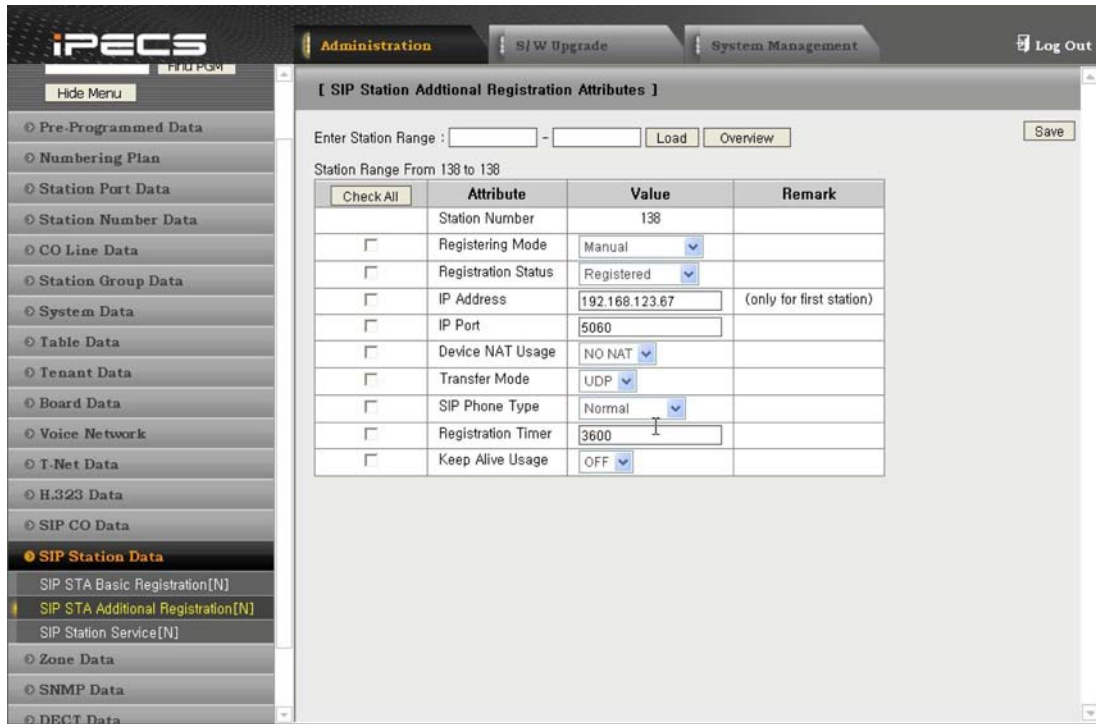 iPECS
Administration
S/W Upgrade
System Management
Log Out
Find PGM
Hide Menu
Pre-Programmed Data
Numbering Plan
Station Port Data
Station Number Data
CO Line Data
Station Group Data
System Data
Table Data
Tenant Data
Board Data
Voice Network
T-Net Data
H.323 Data
SIP CO Data
SIP Station Data
SIP STA Basic Registration[N]
SIP STA Additional Registration[N]
SIP Station Service[N]
Zone Data
SNMP Data
DECT Data
[ SIP Station Addtional Registration Attributes ]
Enter Station Range : - Load Overview Save
Station Range From 138 to 138
Check All Attribute Value Remark
Station Number 138
Registering Mode Manual
Registration Status Registered
IP Address 192.168.123.67 (only for first station)
IP Port 5060
Device NAT Usage NO NAT
Transfer Mode UDP
SIP Phone Type Normal
Registration Timer 3600
Keep Alive Usage OFF